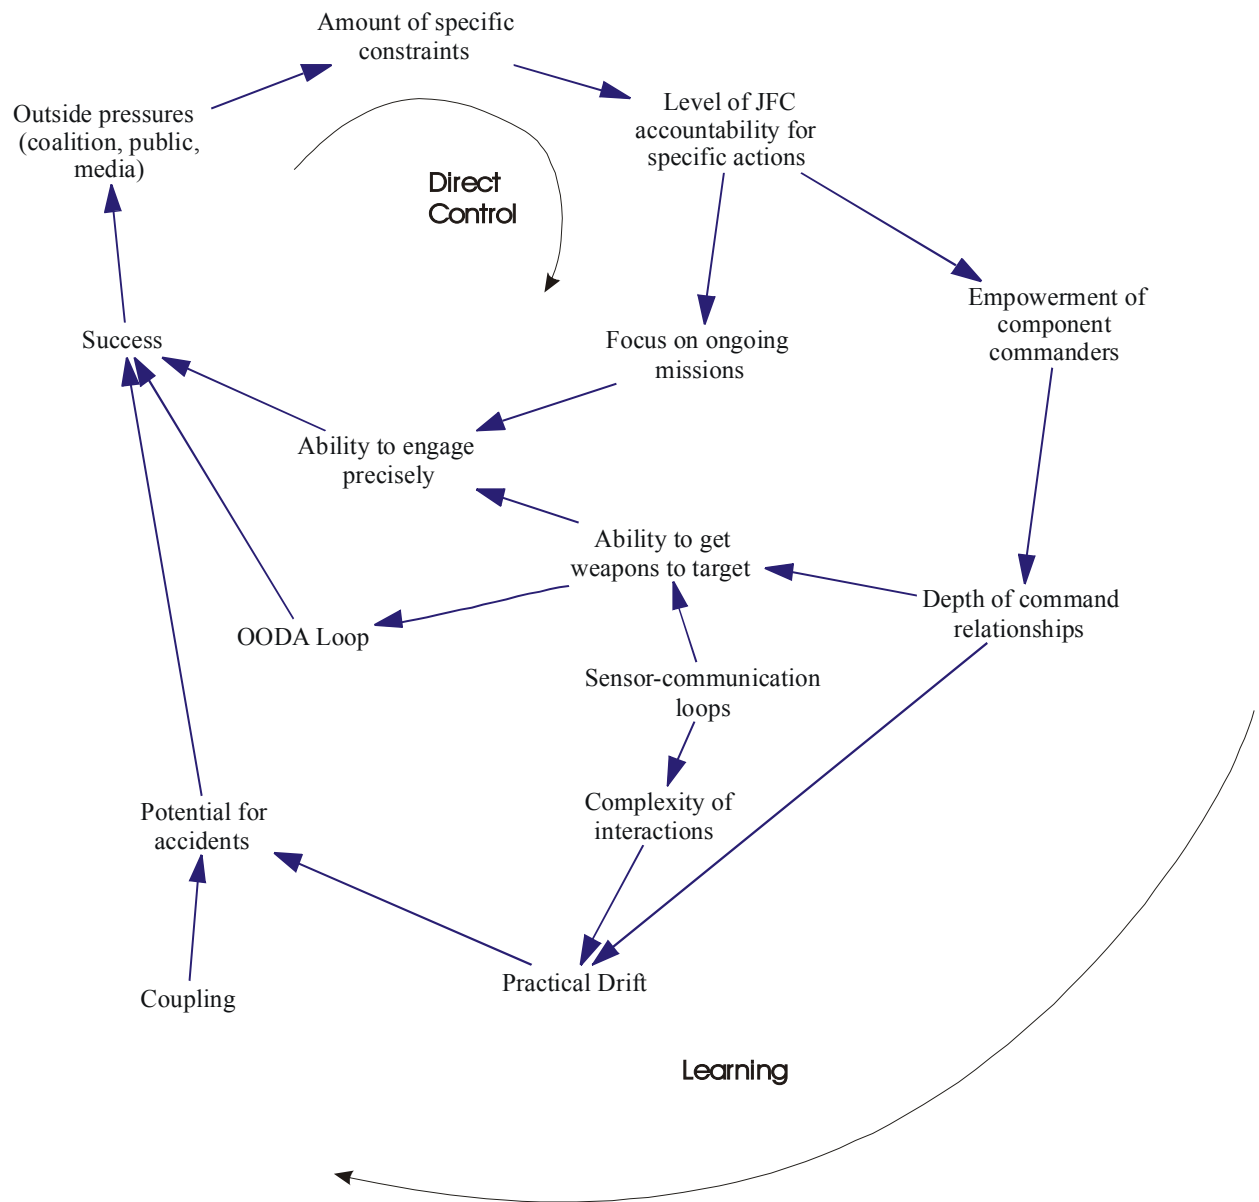 Amount of specific
constraints
Outside pressures
(coalition, public,
media)
Level of JFC
accountability for
specific actions
Direct
Control
Empowerment of
component
commanders
Success
Focus on ongoing
missions
Ability to engage
precisely
Ability to get
weapons to target
Depth of command
relationships
OODA Loop
Sensor-communication
loops
Potential for
accidents
Complexity of
interactions
Practical Drift
Coupling
Learning